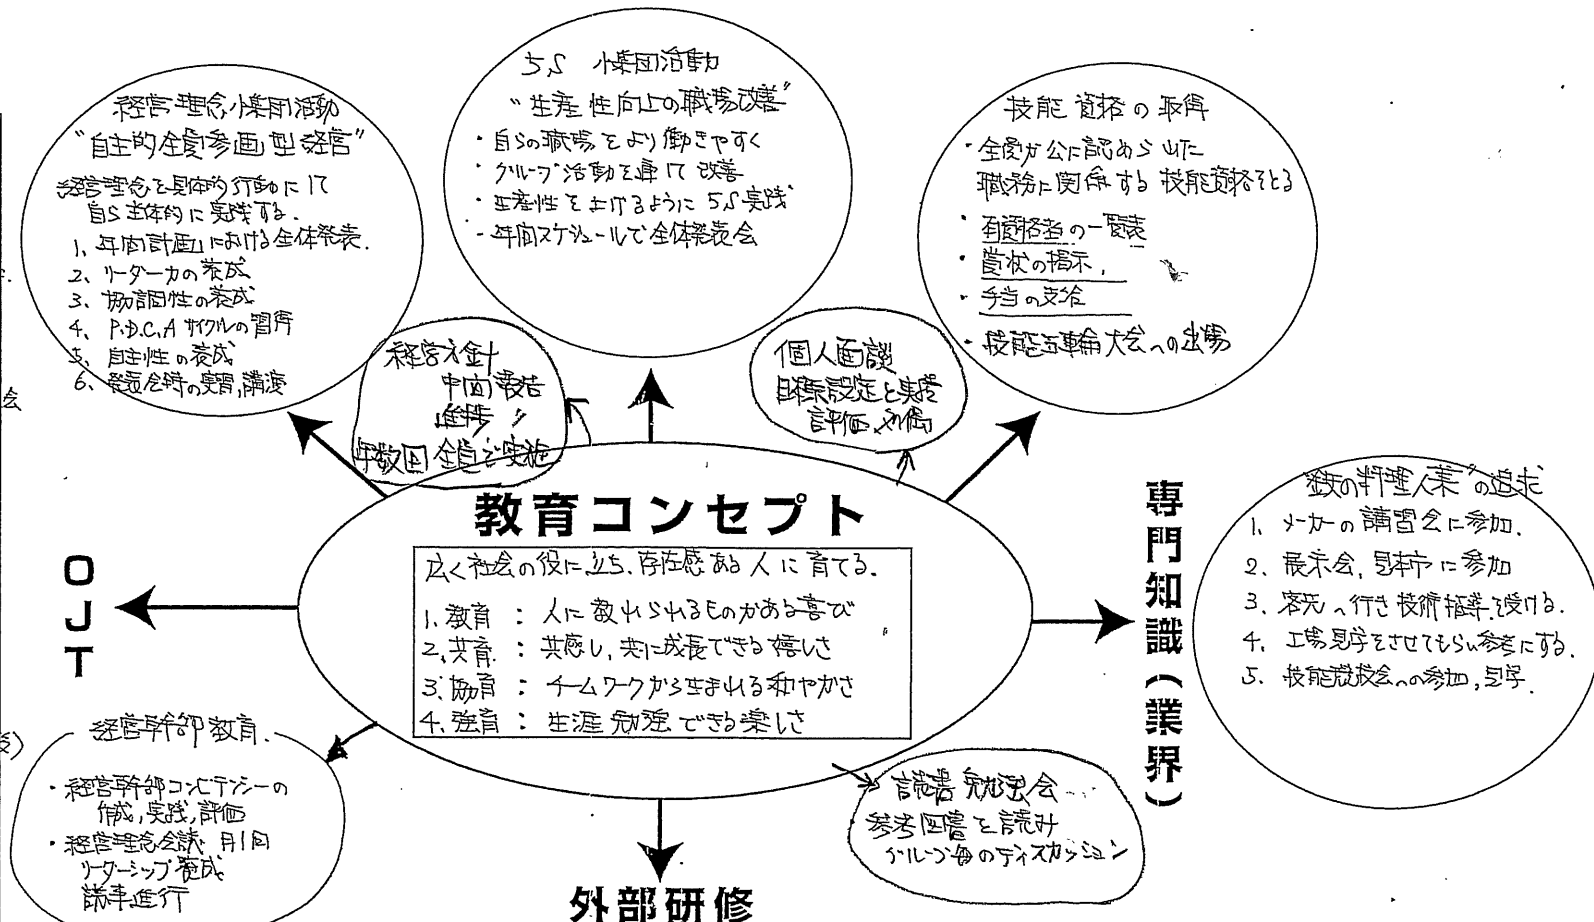 経営理念小集団活動
"自主的全員参画型経営"
経営理念を具体的行動にして
自ら主体的に実践する.
1、年間計画における全体発表.
2、リーダー力の養成
3、協調性の養成
4、P.D.C.Aサイクルの習得
5、自主性の養成
6、発表会時の実習,講演
5S 小集団活動
"生産性向上の職場改善"
・自らの職場をより働きやすく
・グループ活動を通して改善
・生産性を上げるように5S実践
・年間スケジュールで全体発表会
技能資格の取得
・全員が公に認められた
職務に関係する技能資格をとる
・有資格者の一覧表
・賞状の掲示.
・手当の支給
・技能五輪大会への出場
経営方針
中間報告
進捗 〃
年数回全員で実施
個人面談
目標設定と実践
評価
教育コンセプト
広く社会の役に立ち、存在感ある人に育てる.
1.教育 : 人に教れられるものがある喜び
2.共育 : 共感し、共に成長できる嬉しさ
3.協育 : チームワークから生まれる和やかさ
4.強育 : 生涯勉強できる楽しさ
OJT
専門知識(業界)
"鉄の料理人業"の追求
1、メーカーの講習会に参加.
2、展示会,見本市に参加
3、客先へ行き技術指導を受ける.
4、工場見学をさせてもらい参考にする.
5、技能競技会への参加,見学.
経営幹部教育.
・経営幹部コンピテンシーの
作成,実践,評価
・経営理念会議 月1回
リーダーシップ養成
議事進行
読書勉強会
参考図書を読み
グループ毎のディスカッション
外部研修
会